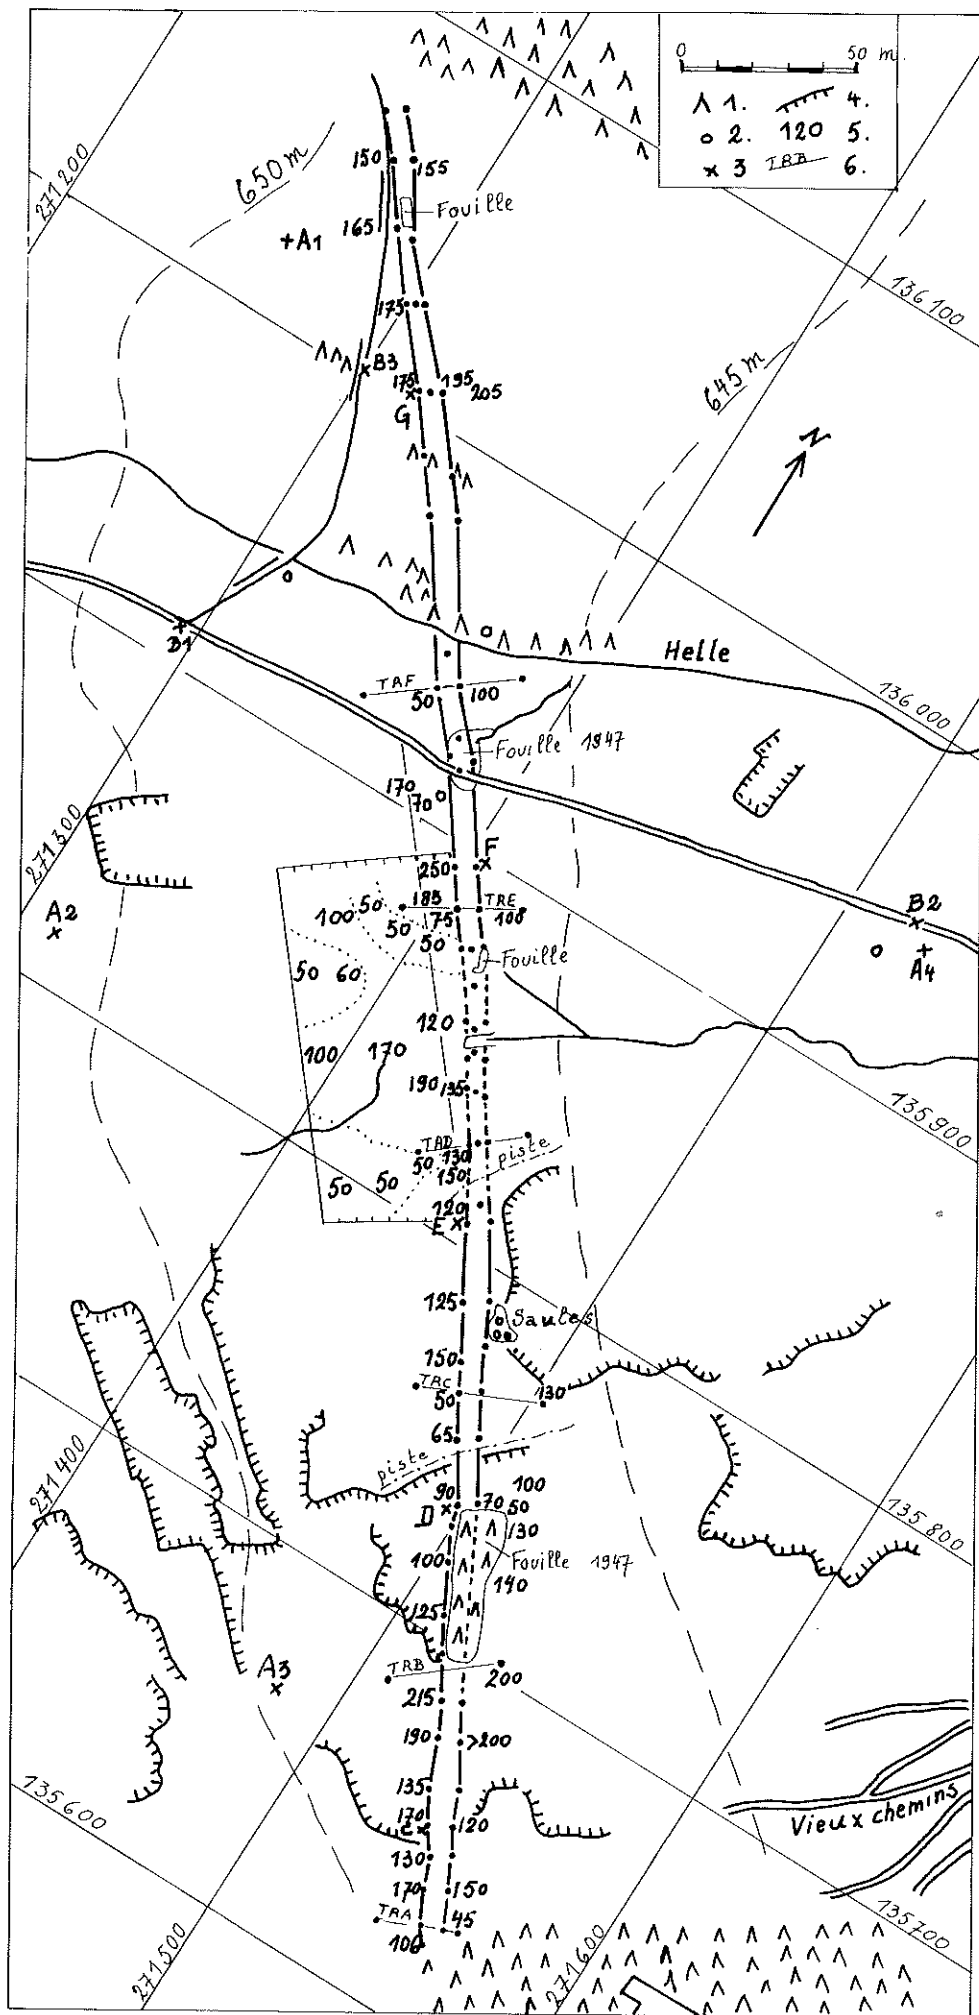 0 50 m.
1. 4.
2. 120 5.
3 TRB 6.
271 200
650 m
150 155
Fouille
165
A1
136 100
175
B3
645 m
175 195
205
G
N
B1
Helle
TAF
50 100
136 000
Fouille 1947
170
70
271 300
F
250
A2
185 TRE
100 50 75 108
50
50
B2
Fouille
A4
50 60
120
100 170
190 135
135 900
TAD
50 130 piste
150
50 50
120
E
125
Saules
150
TRC
50 130
65
271 400
piste
90 70 100
50
D
130
135 800
100
Fouille 1947
140
125
TRB
A3
200
215
190 >200
135 600
135
Vieux chemins
170
C 120
130
170 150
TRA
45
100
135 700
271 500
271 600